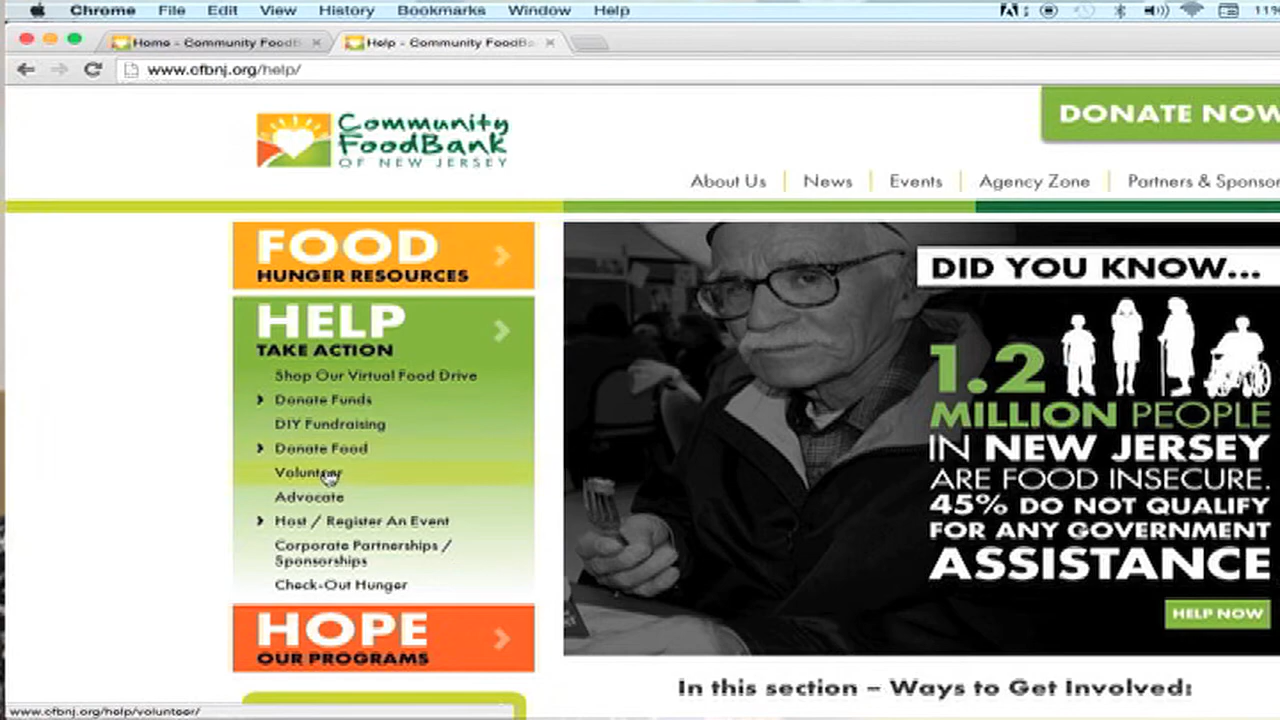 Chrome File Edit View History Bookmarks Window Help
Home - Community FoodB
Help - Community FoodBa
www.cfbnj.org/help/
Community
FoodBank
OF NEW JERSEY
DONATE NOW
About Us News Events Agency Zone Partners & Sponsor
FOOD
HUNGER RESOURCES
HELP
TAKE ACTION
Shop Our Virtual Food Drive
Donate Funds
DIY Fundraising
Donate Food
Volunteer
Advocate
Host / Register An Event
Corporate Partnerships /
Sponsorships
Check-Out Hunger
HOPE
OUR PROGRAMS
DID YOU KNOW...
1.2
MILLION PEOPLE
IN NEW JERSEY
ARE FOOD INSECURE.
45% DO NOT QUALIFY
FOR ANY GOVERNMENT
ASSISTANCE
HELP NOW
In this section – Ways to Get Involved:
www.cfbnj.org/help/volunteer/